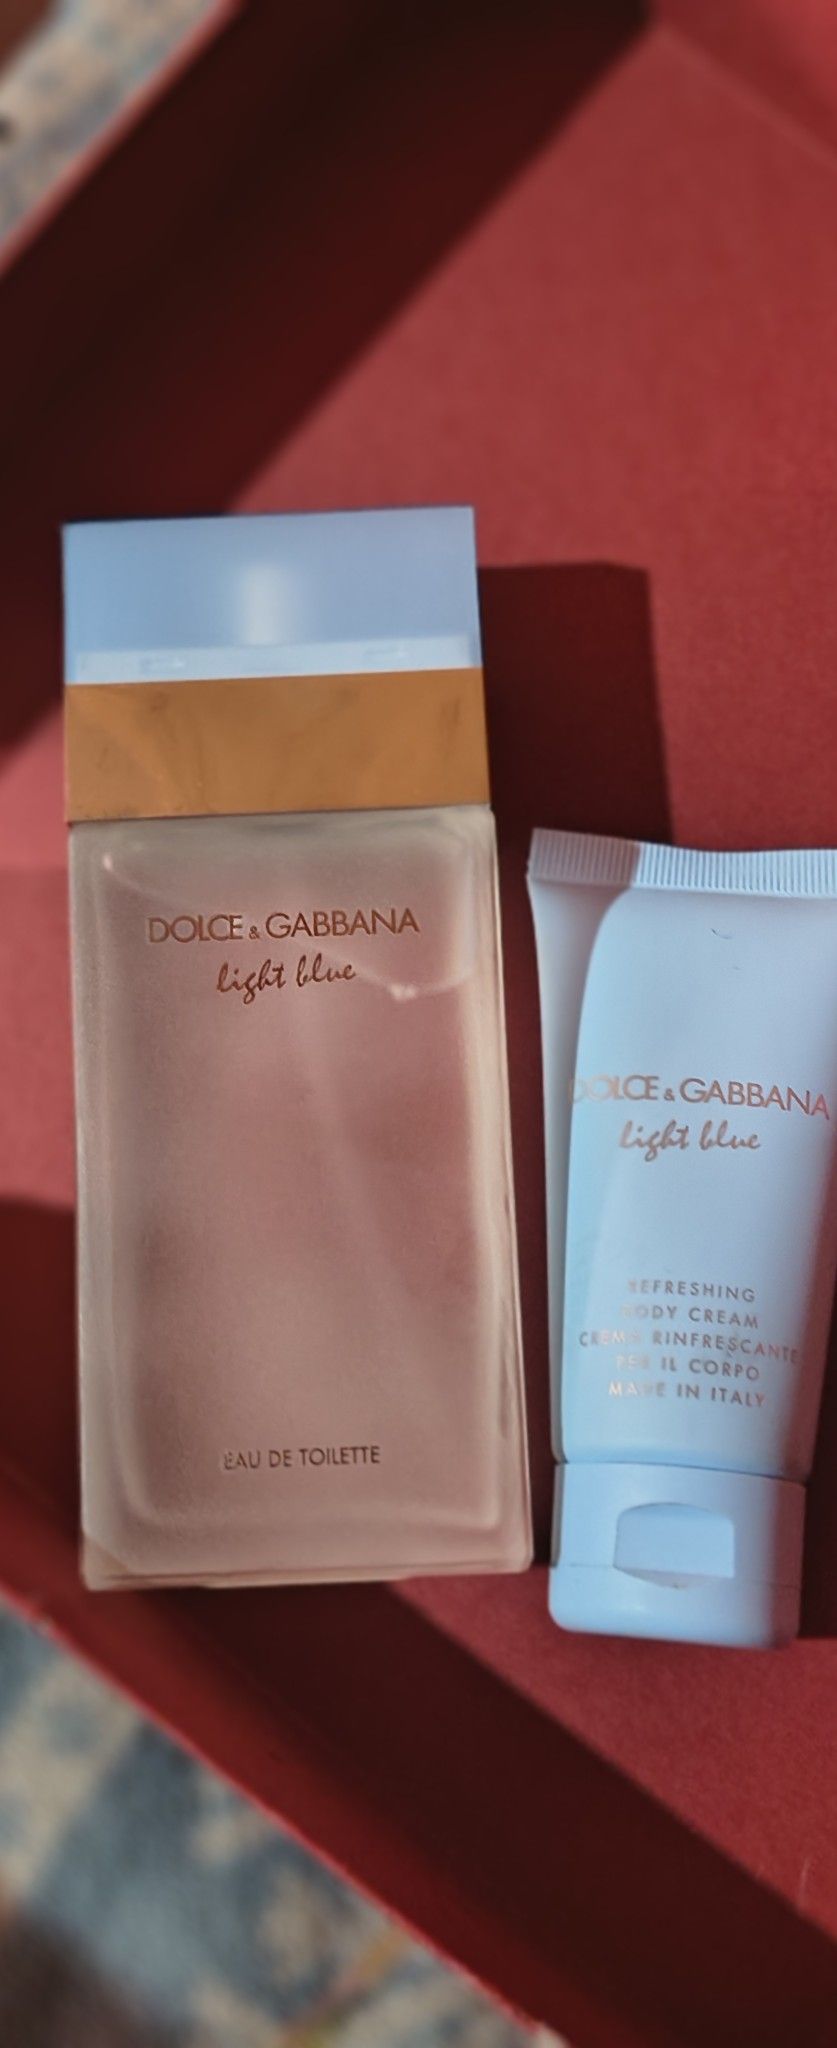 DOLCE & GABBANA
light blue
EAU DE TOILETTE
DOLCE & GABBANA
light blue
REFRESHING
BODY CREAM
CREMA RINFRESCANTE
PER IL CORPO
MADE IN ITALY